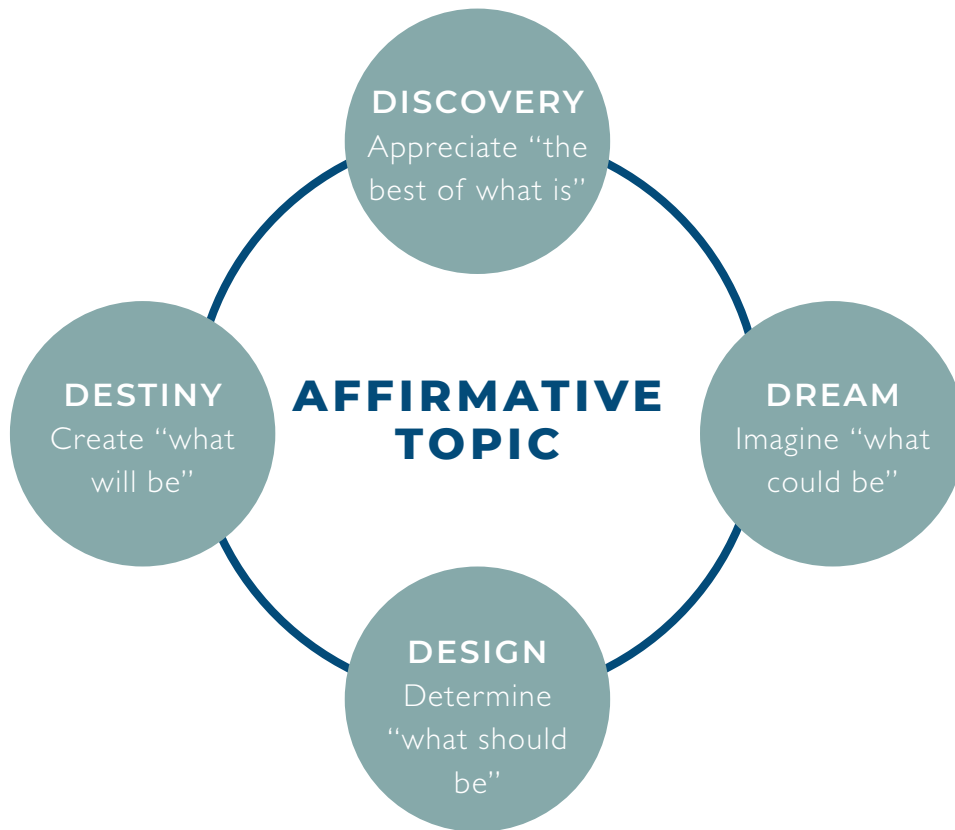 DISCOVERY
Appreciate “the
best of what is”
DESTINY
Create “what
will be”
AFFIRMATIVE
TOPIC
DREAM
Imagine “what
could be”
DESIGN
Determine
“what should
be”